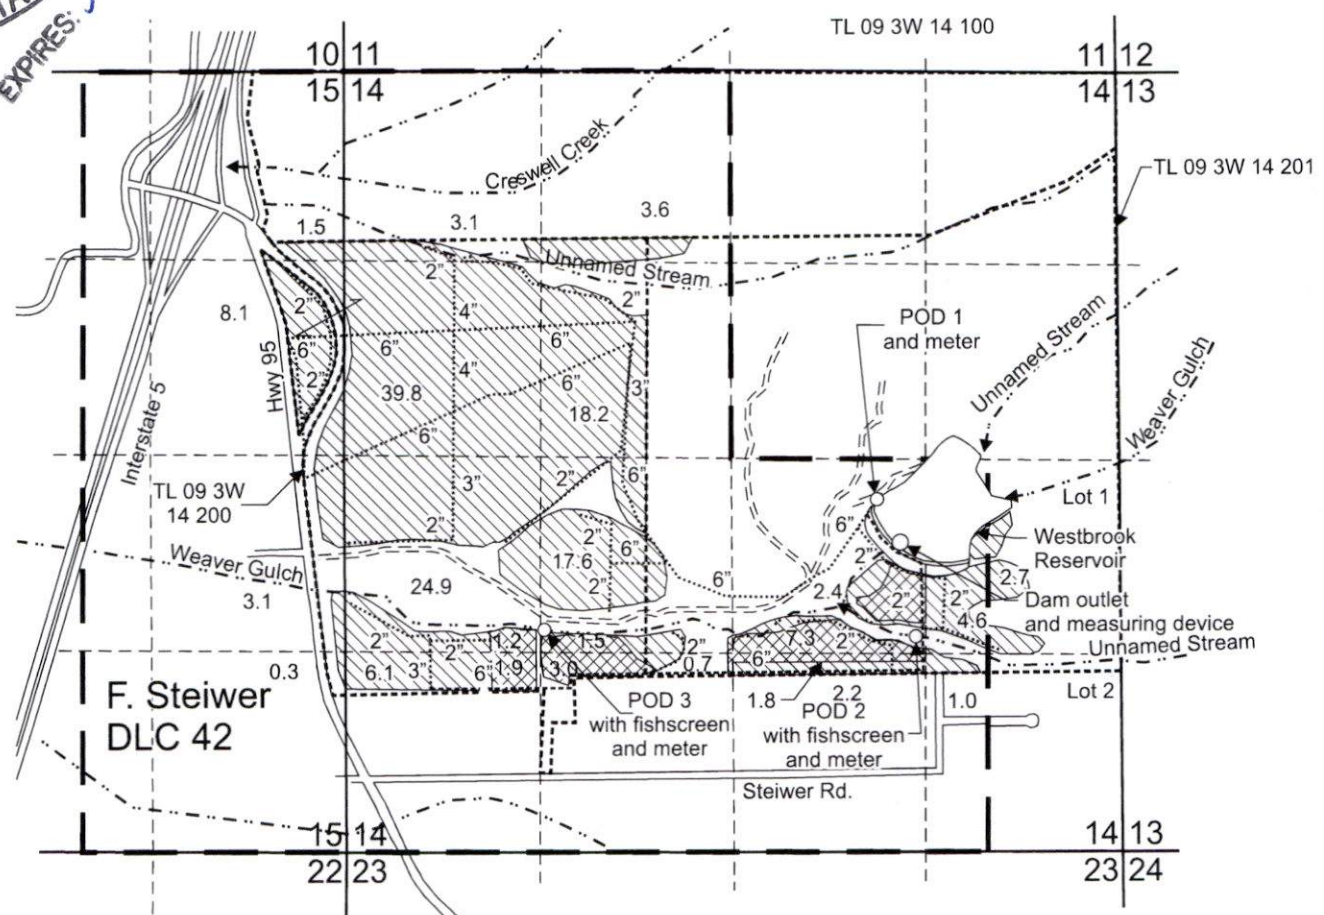 EXPIRES:
TL 09 3W 14 100
10 11
11 12
15 14
14 13
Creswell Creek
TL 09 3W 14 201
3.6
3.1
1.5
Unnamed Stream
2"
2"
2"
4"
8.1
POD 1
and meter
Unnamed Stream
Weaver Gulch
6"
6"
6"
2"
4"
6"
3"
Hwy 95
39.8
18.2
Interstate 5
6"
3"
2"
6"
TL 09 3W
14 200
Lot 1
2"
6"
2"
6"
Westbrook
Reservoir
Weaver Gulch
17.6
2"
2"
6"
2.7
24.9
2.4
2"
2"
Dam outlet
and measuring device
3.1
4.6
Unnamed Stream
2"
2"
1.2
1.5
2"
7.3
2"
0.3
6.1
3"
6"
1.9
3.0
0.7
6"
Lot 2
F. Steiwer
DLC 42
POD 3
with fishscreen
and meter
1.8
2.2
1.0
POD 2
with fishscreen
and meter
Steiwer Rd.
15 14
14 13
22 23
23 24